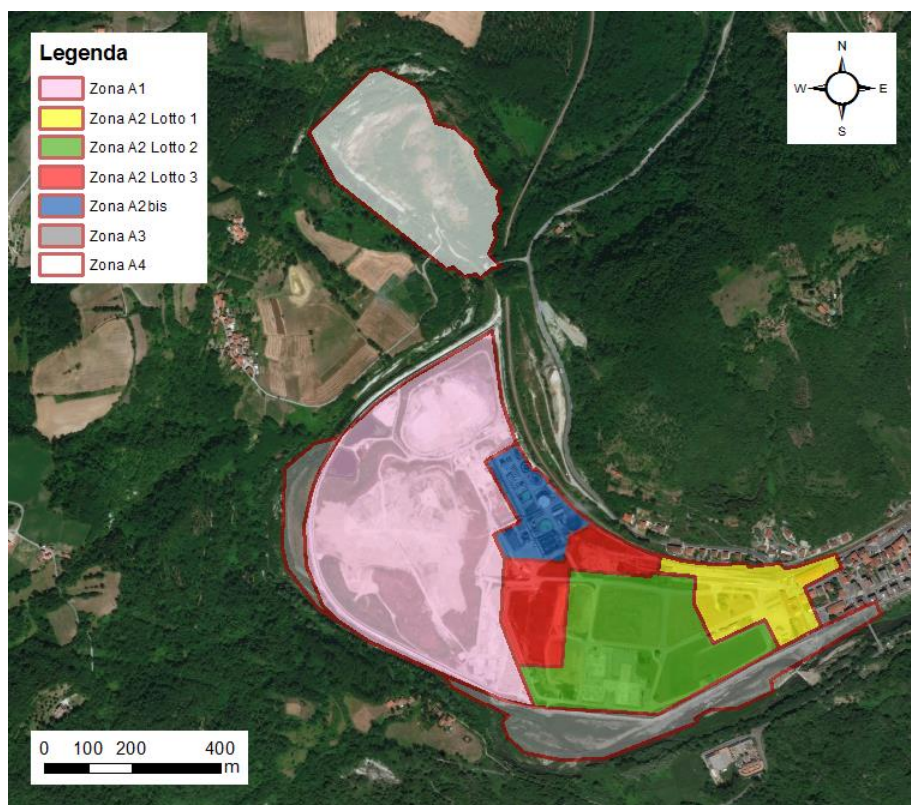 Legenda
Zona A1
Zona A2 Lotto 1
Zona A2 Lotto 2
Zona A2 Lotto 3
Zona A2bis
Zona A3
Zona A4
N
W E
S
0 100 200 400
m